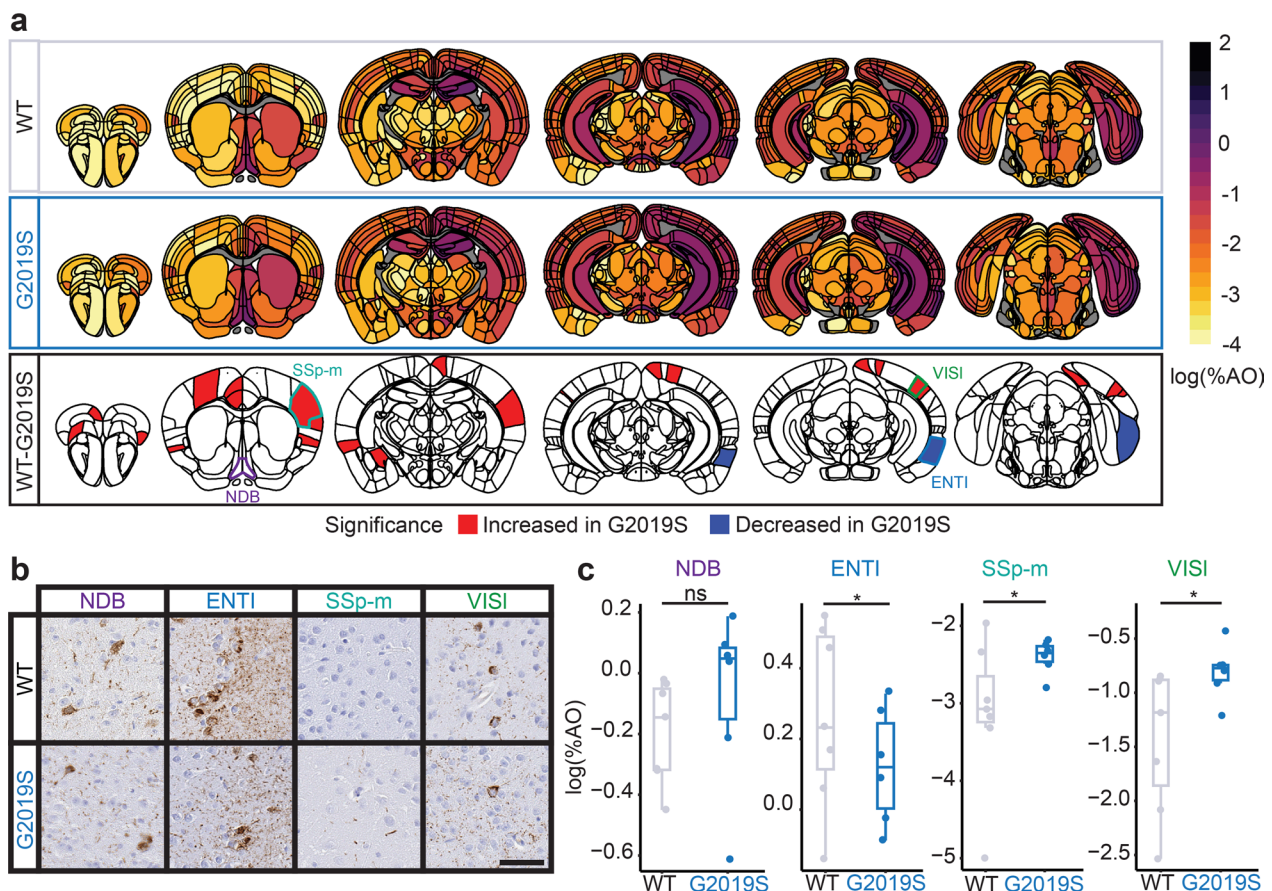 a
WT
G2019S
WT-G2019S
SSp-m
NDB
VISl
ENTl
2
1
0
-1
-2
-3
-4
log(%AO)
Significance Increased in G2019S Decreased in G2019S
b
NDB ENTl SSp-m VISl
WT
G2019S
c
NDB ENTl SSp-m VISl
ns * * *
log(%AO)
0.2
0.0
−0.2
−0.4
−0.6
0.4
0.2
0.0
−2
−3
−4
−5
−0.5
−1.0
−1.5
−2.0
−2.5
WT G2019S WT G2019S WT G2019S WT G2019S